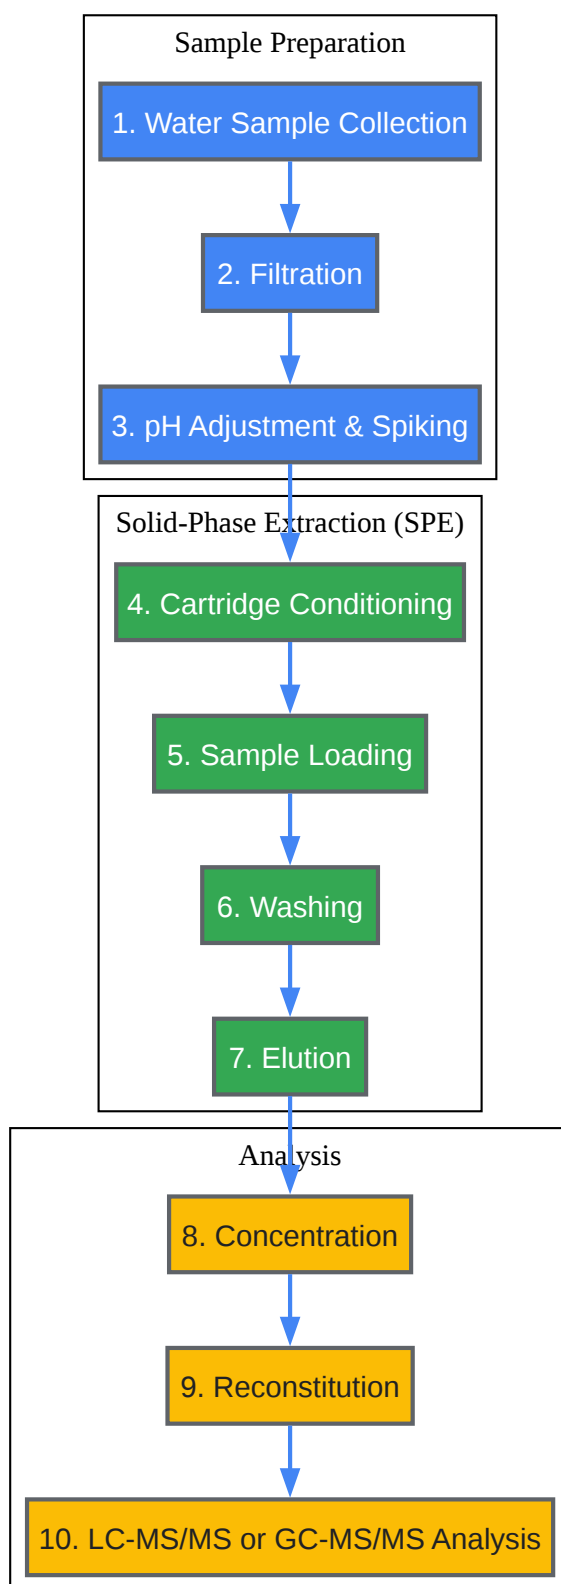 Sample Preparation
1. Water Sample Collection
2. Filtration
3. pH Adjustment & Spiking
Solid-Phase Extraction (SPE)
4. Cartridge Conditioning
5. Sample Loading
6. Washing
7. Elution
Analysis
8. Concentration
9. Reconstitution
10. LC-MS/MS or GC-MS/MS Analysis